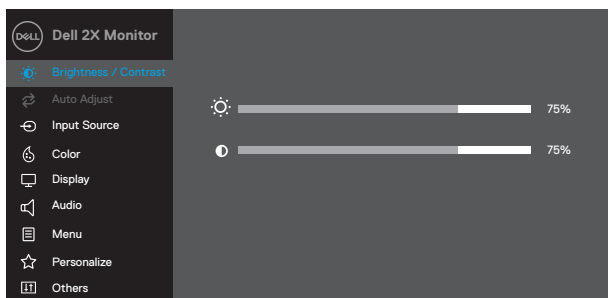 DELL Dell 2X Monitor
Brightness / Contrast
Auto Adjust
Input Source
Color
Display
Audio
Menu
Personalize
Others
75%
75%